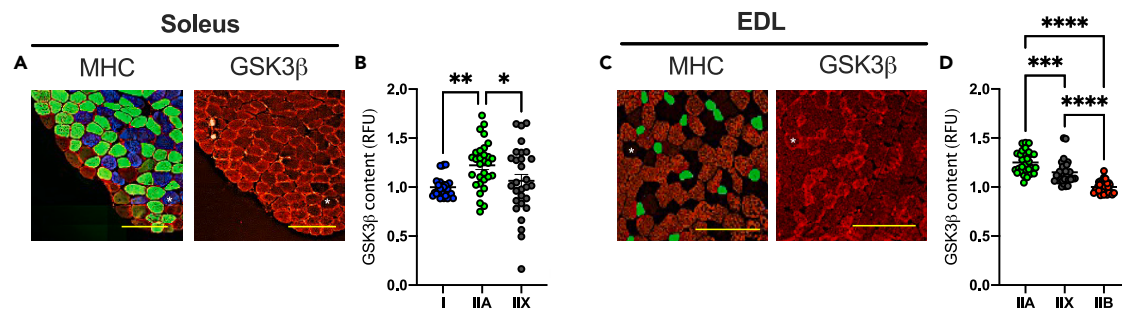 Soleus
A
MHC
GSK3β
B
GSK3β content (RFU)
2.0
1.5
1.0
0.5
0.0
**
*
I
IIA
IIX
*
*
EDL
C
MHC
GSK3β
D
GSK3β content (RFU)
2.0
1.5
1.0
0.5
0.0
****
***
****
IIA
IIX
IIB
*
*